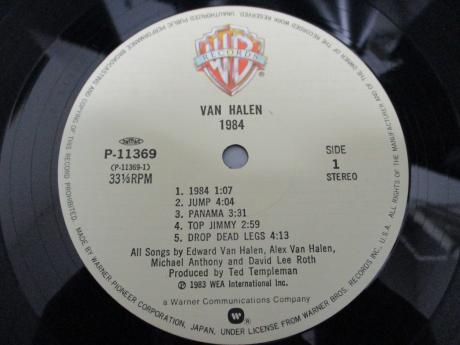 WB
RECORDS
VAN HALEN
1984
P-11369
(P-11369-1)
33⅓RPM
SIDE
1
STEREO
1. 1984 1:07
2. JUMP 4:04
3. PANAMA 3:31
4. TOP JIMMY 2:59
5. DROP DEAD LEGS 4:13
All Songs by Edward Van Halen, Alex Van Halen,
Michael Anthony and David Lee Roth
Produced by Ted Templeman
℗ 1983 WEA International Inc.
a Warner Communications Company
MADE BY WARNER-PIONEER CORPORATION, JAPAN, UNDER LICENSE FROM WARNER BROS. RECORDS INC., U.S.A. ALL RIGHTS OF THE MANUFACTURER AND OF THE OWNER OF THE RECORDED WORK RESERVED. UNAUTHORIZED PUBLIC PERFORMANCE, BROADCASTING AND COPYING OF THIS RECORD PROHIBITED.